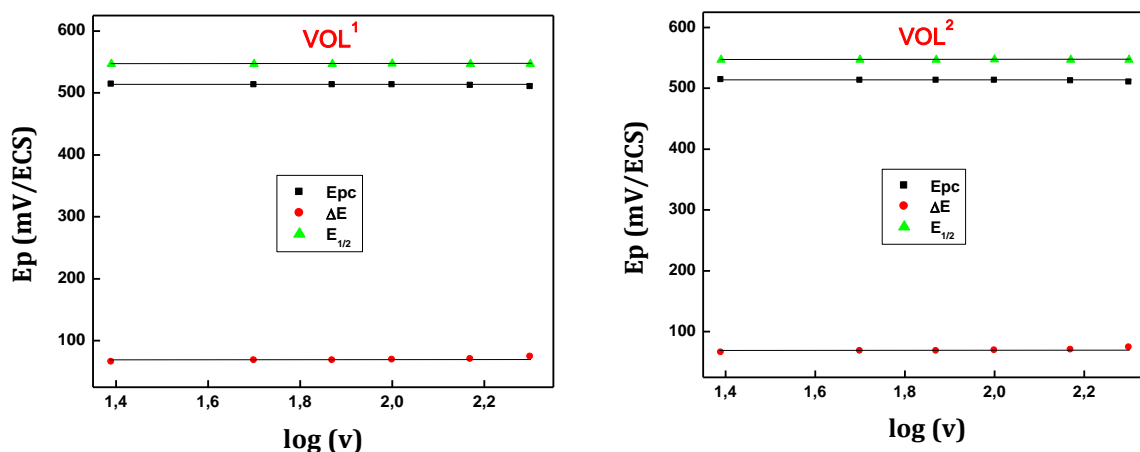 VOL¹
600
500
400
300
200
100
Ep (mV/ECS)
Epc
ΔE
E₁/₂
1,4 1,6 1,8 2,0 2,2
log (v)
VOL²
600
500
400
300
200
100
Ep (mV/ECS)
Epc
ΔE
E₁/₂
1,4 1,6 1,8 2,0 2,2
log (v)